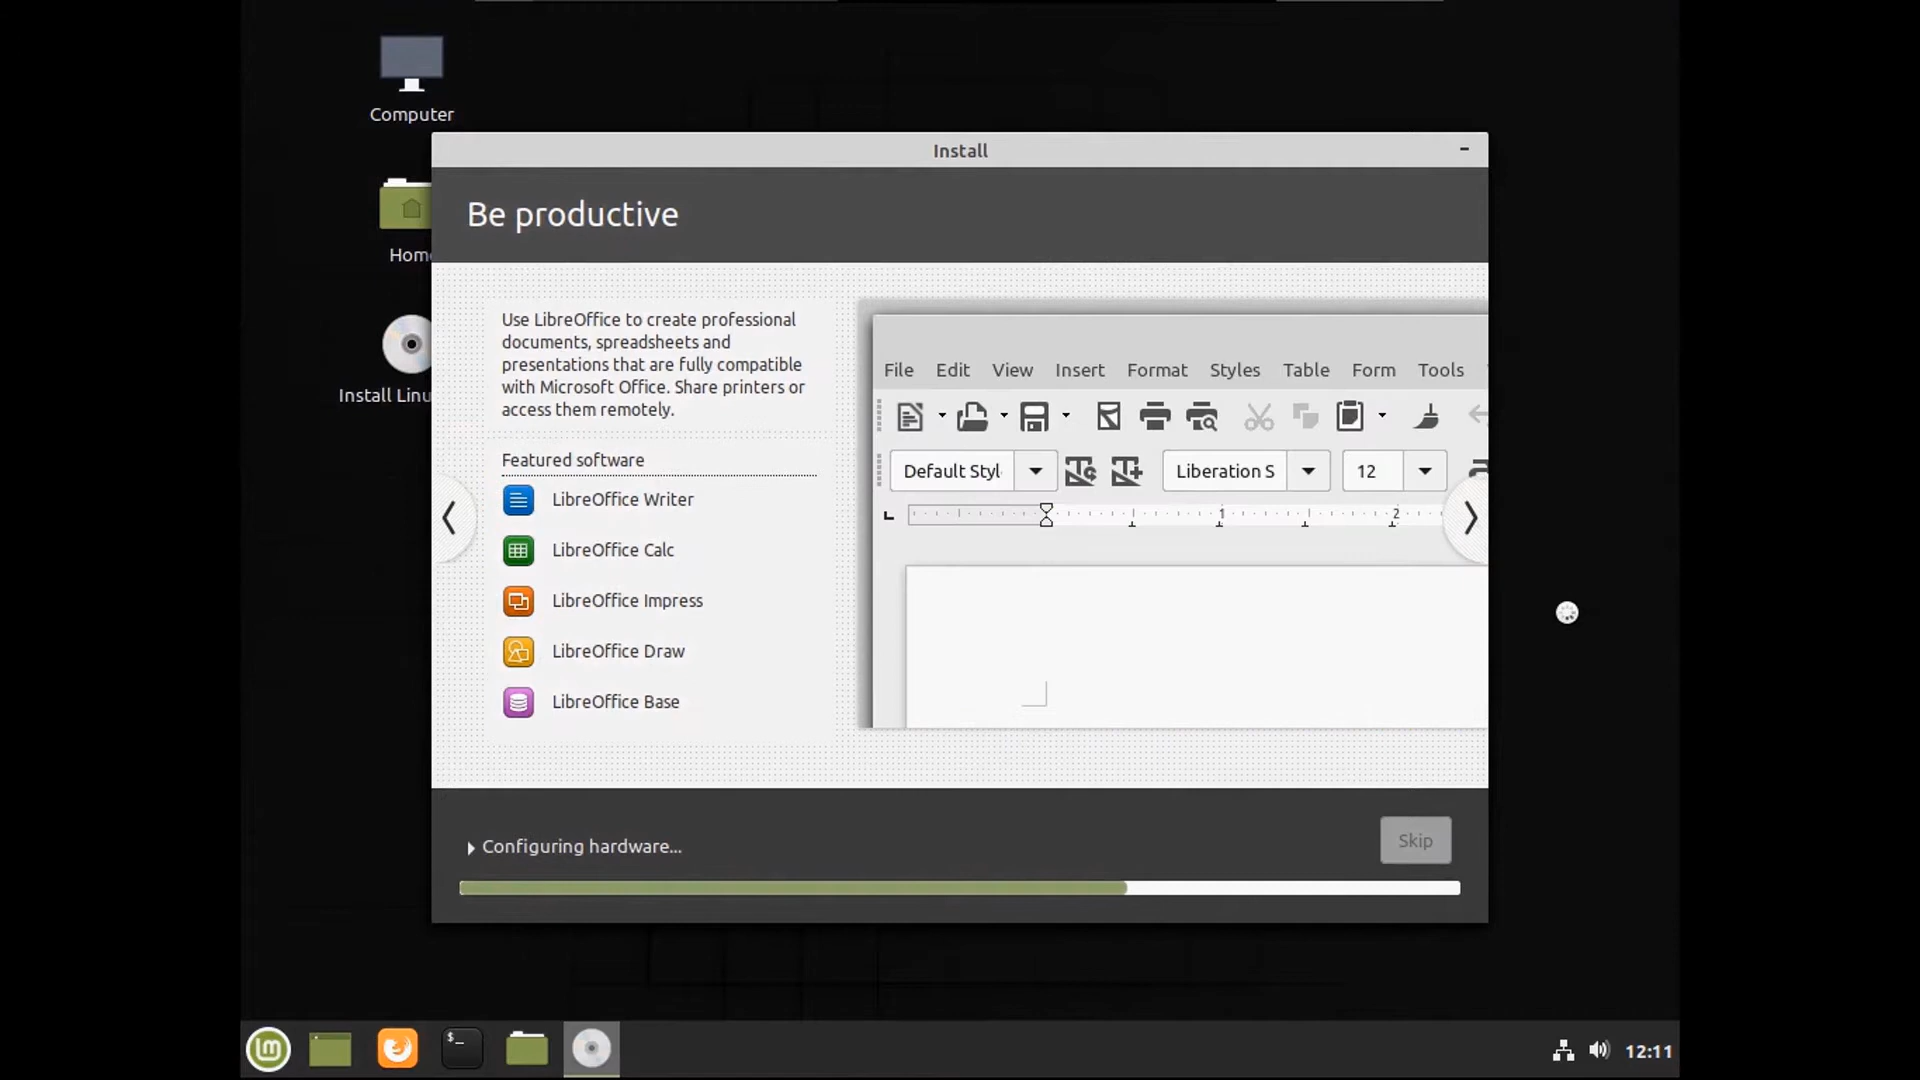 Computer
Home
Install Linu
Install
Be productive
Use LibreOffice to create professional
documents, spreadsheets and
presentations that are fully compatible
with Microsoft Office. Share printers or
access them remotely.
Featured software
LibreOffice Writer
LibreOffice Calc
LibreOffice Impress
LibreOffice Draw
LibreOffice Base
File Edit View Insert Format Styles Table Form Tools
Default Styl Liberation S 12
1 2
Configuring hardware...
Skip
$_
12:11